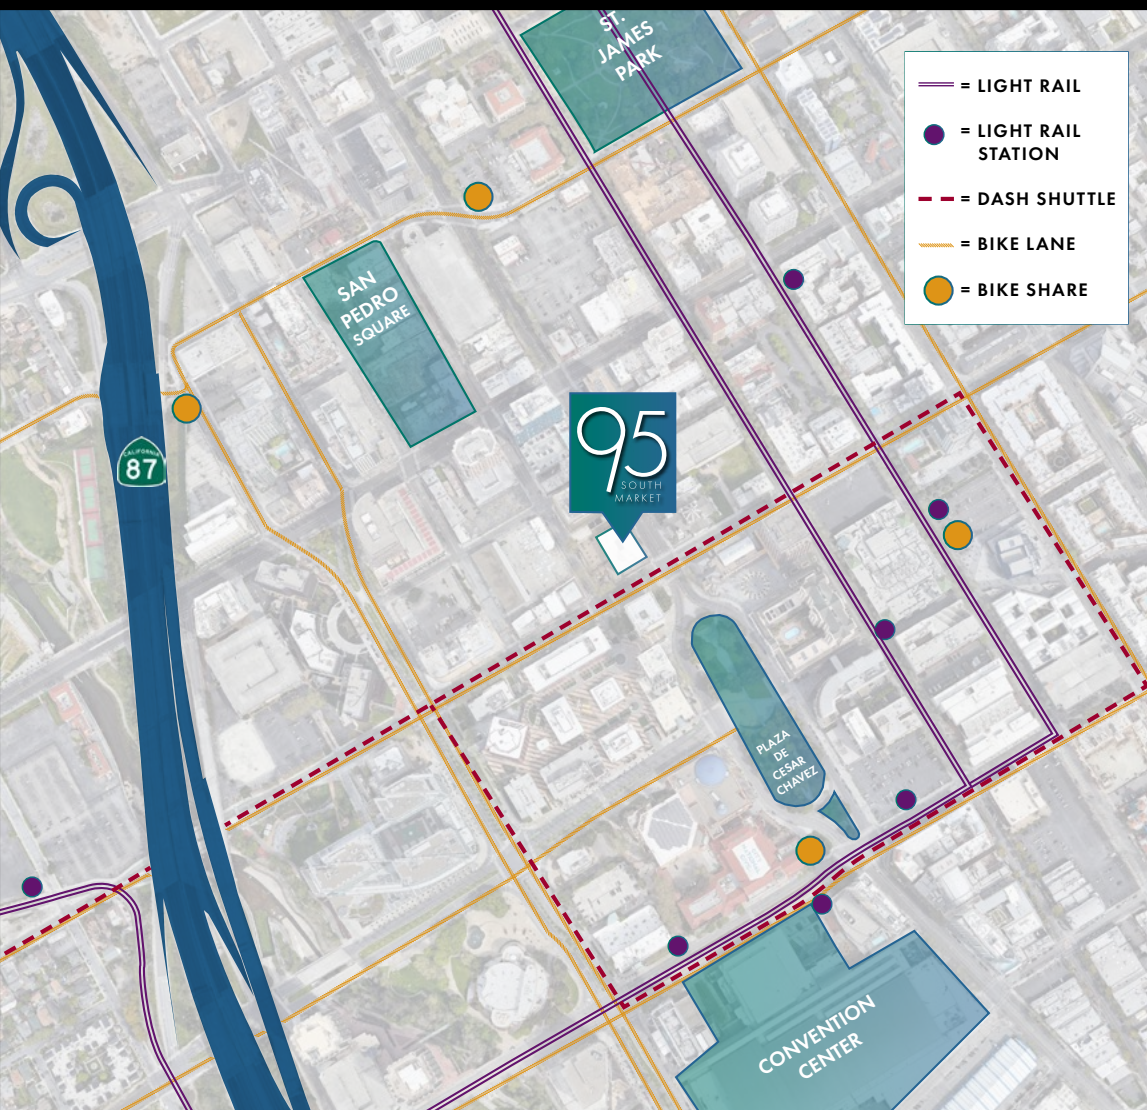 ST.
JAMES
PARK
= LIGHT RAIL
= LIGHT RAIL
STATION
= DASH SHUTTLE
= BIKE LANE
= BIKE SHARE
SAN
PEDRO
SQUARE
95
SOUTH
MARKET
CALIFORNIA
87
PLAZA
DE
CESAR
CHAVEZ
CONVENTION
CENTER